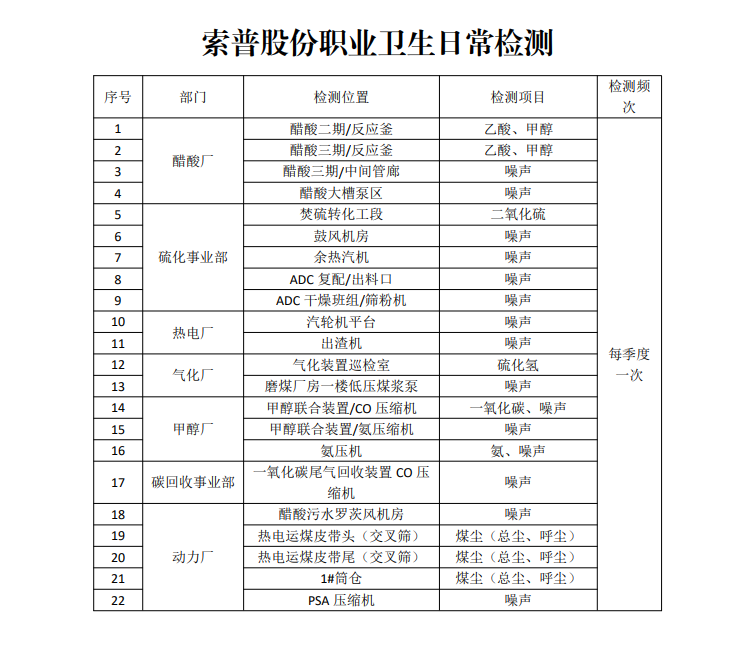 索普股份职业卫生日常检测
序号 部门 检测位置 检测项目 检测频次
1 醋酸厂 醋酸二期/反应釜 乙酸、甲醇 每季度一次
2 醋酸三期/反应釜 乙酸、甲醇
3 醋酸三期/中间管廊 噪声
4 醋酸大槽泵区 噪声
5 硫化事业部 焚硫转化工段 二氧化硫
6 鼓风机房 噪声
7 余热汽机 噪声
8 ADC 复配/出料口 噪声
9 ADC 干燥班组/筛粉机 噪声
10 热电厂 汽轮机平台 噪声
11 出渣机 噪声
12 气化厂 气化装置巡检室 硫化氢
13 磨煤厂房一楼低压煤浆泵 噪声
14 甲醇厂 甲醇联合装置/CO 压缩机 一氧化碳、噪声
15 甲醇联合装置/氨压缩机 噪声
16 氨压机 氨、噪声
17 碳回收事业部 一氧化碳尾气回收装置 CO 压缩机 噪声
18 动力厂 醋酸污水罗茨风机房 噪声
19 热电运煤皮带头（交叉筛） 煤尘（总尘、呼尘）
20 热电运煤皮带尾（交叉筛） 煤尘（总尘、呼尘）
21 1#筒仓 煤尘（总尘、呼尘）
22 PSA 压缩机 噪声